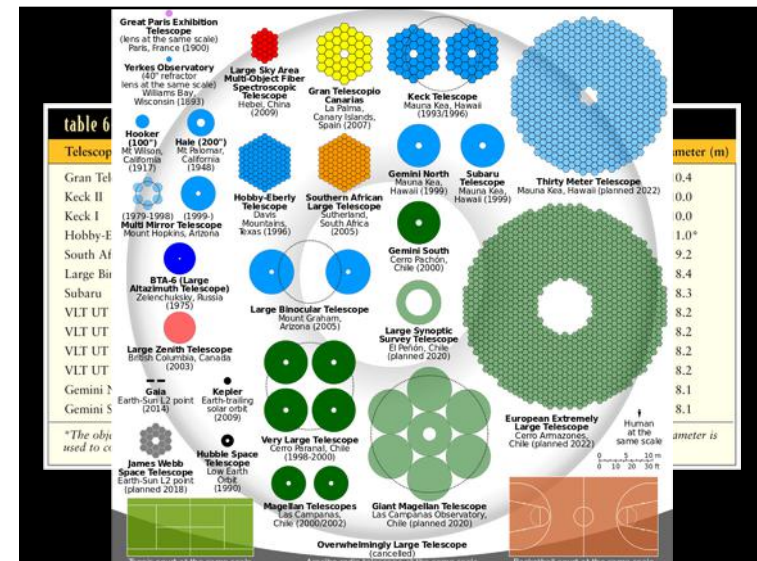 Great Paris Exhibition
Telescope
(lens at the same scale)
Paris, France (1900)
Yerkes Observatory
(40" refractor
lens at the same scale)
Williams Bay,
Wisconsin (1893)
Hooker
(100")
Mt Wilson,
California
(1917)
Hale (200")
Mt Palomar,
California
(1948)
(1979-1998) (1999-)
Multi Mirror Telescope
Mount Hopkins, Arizona
BTA-6 (Large
Altazimuth Telescope)
Zelenchuksky, Russia
(1975)
Large Zenith Telescope
British Columbia, Canada
(2003)
Gaia
Earth-Sun L2 point
(2014)
Kepler
Earth-trailing
solar orbit
(2009)
James Webb
Space Telescope
Earth-Sun L2 point
(planned 2018)
Hubble Space
Telescope
Low Earth
Orbit
(1990)
Large Sky Area
Multi-Object Fiber
Spectroscopic
Telescope
Hebei, China
(2009)
Gran Telescopio
Canarias
La Palma,
Canary Islands,
Spain (2007)
Hobby-Eberly
Telescope
Davis
Mountains,
Texas (1996)
Southern African
Large Telescope
Sutherland,
South Africa
(2005)
Large Binocular Telescope
Mount Graham,
Arizona (2005)
Very Large Telescope
Cerro Paranal, Chile
(1998-2000)
Magellan Telescopes
Las Campanas,
Chile (2000/2002)
Keck Telescope
Mauna Kea, Hawaii
(1993/1996)
Gemini North
Mauna Kea,
Hawaii (1999)
Subaru
Telescope
Mauna Kea,
Hawaii (1999)
Gemini South
Cerro Pachón,
Chile (2000)
Large Synoptic
Survey Telescope
El Peñón, Chile
(planned 2020)
Giant Magellan Telescope
Las Campanas Observatory,
Chile (planned 2020)
Overwhelmingly Large Telescope
(cancelled)
Thirty Meter Telescope
Mauna Kea, Hawaii (planned 2022)
European Extremely
Large Telescope
Cerro Armazones,
Chile (planned 2022)
Human
at the
same scale
0 5 10 m
0 10 20 30 ft
table 6
Telescop
Gran Tel
Keck II
Keck I
Hobby-E
South Af
Large Bin
Subaru
VLT UT
VLT UT
VLT UT
VLT UT
Gemini N
Gemini S
*The obje
used to co
ameter (m)
0.4
0.0
0.0
1.0*
9.2
8.4
8.3
8.2
8.2
8.2
8.2
8.1
8.1
ameter is